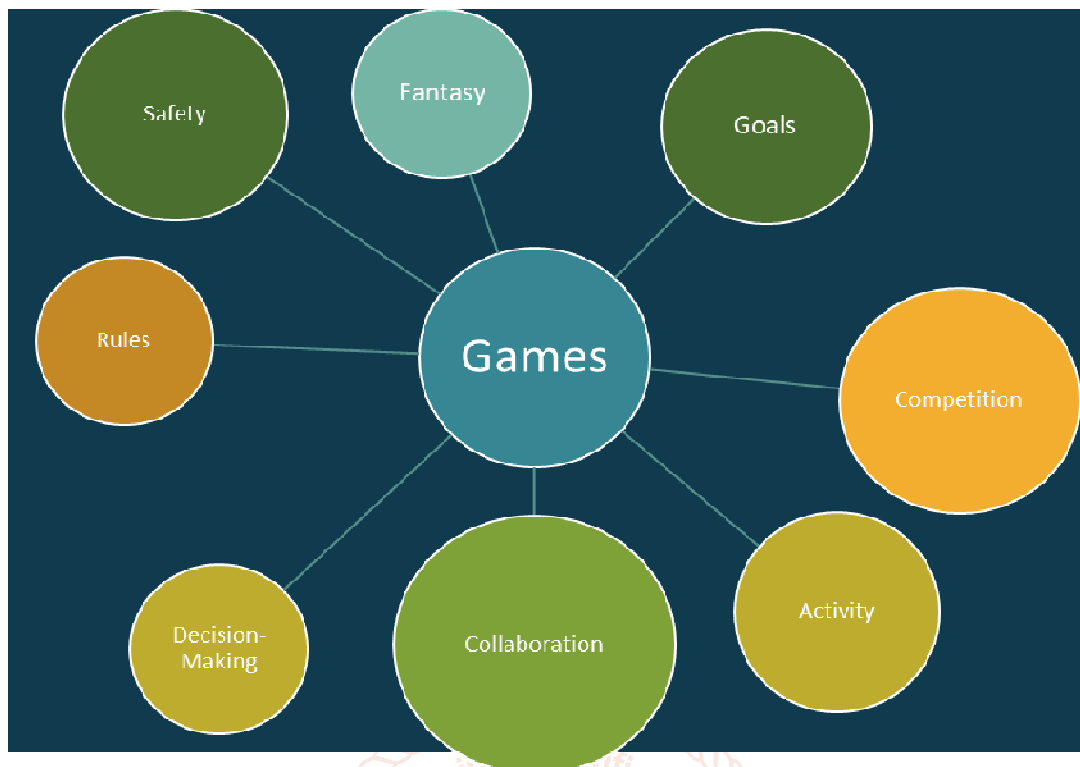 Safety
Fantasy
Goals
Games
Rules
Competition
Decision-
Making
Collaboration
Activity